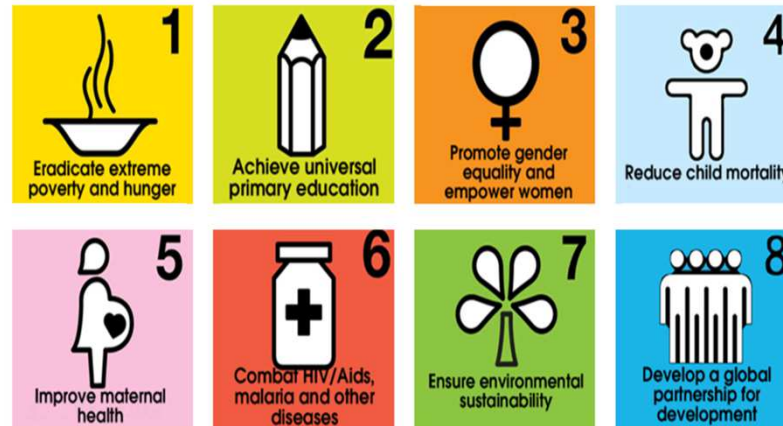 1
Eradicate extreme
poverty and hunger
2
Achieve universal
primary education
3
Promote gender
equality and
empower women
4
Reduce child mortality
5
Improve maternal
health
6
Combat HIV/Aids,
malaria and other
diseases
7
Ensure environmental
sustainability
8
Develop a global
partnership for
development